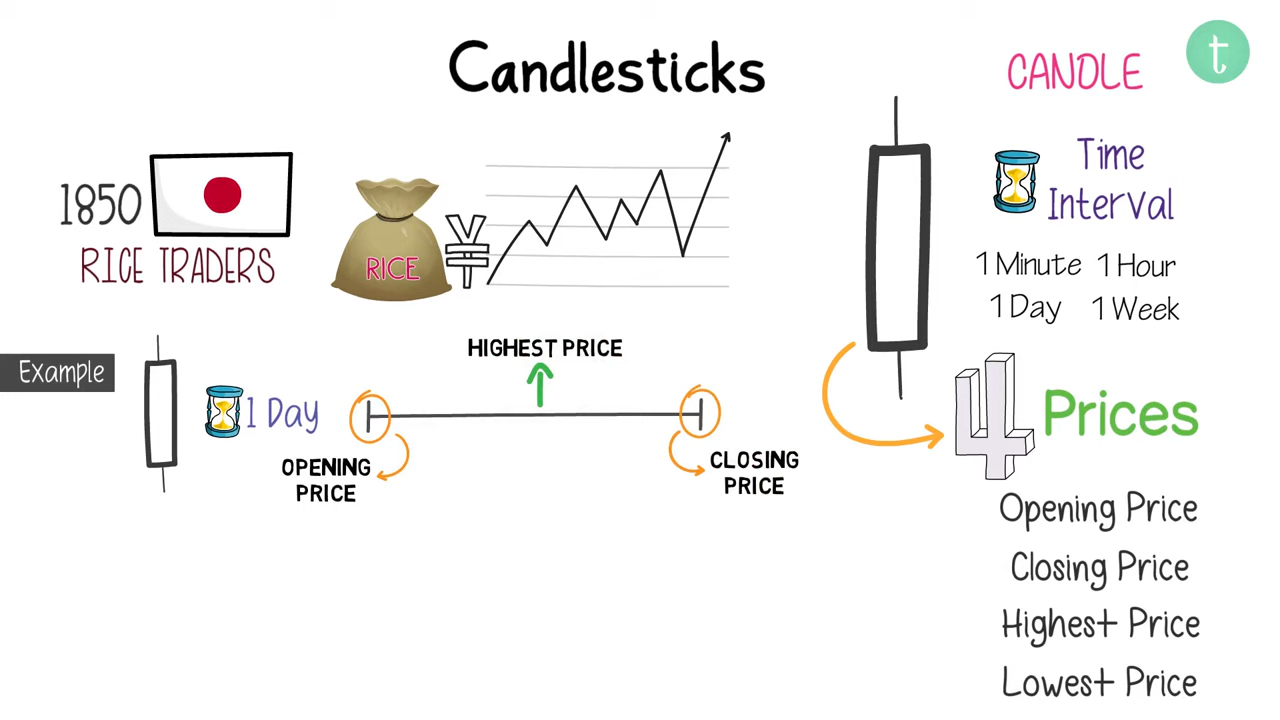 Candlesticks
t
CANDLE
1850
RICE TRADERS
RICE
¥
Time
Interval
1 Minute 1 Hour
1 Day 1 Week
Example
1 Day
HIGHEST PRICE
OPENING
PRICE
CLOSING
PRICE
4 Prices
Opening Price
Closing Price
Highest Price
Lowest Price